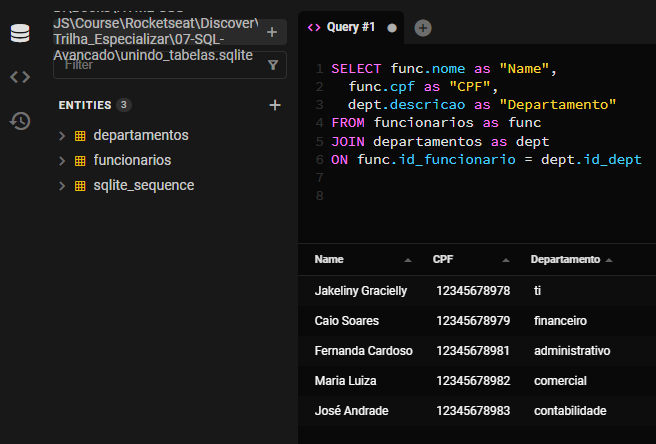 JS\Course\Rocketseat\Discover\
Trilha_Especializar\07-SQL-
Avancado\unindo_tabelas.sqlite
Filter
ENTITIES 3
departamentos
funcionarios
sqlite_sequence
Query #1
1 SELECT func.nome as "Name",
2 func.cpf as "CPF",
3 dept.descricao as "Departamento"
4 FROM funcionarios as func
5 JOIN departamentos as dept
6 ON func.id_funcionario = dept.id_dept
7
8
Name CPF Departamento
Jakeliny Gracielly 12345678978 ti
Caio Soares 12345678979 financeiro
Fernanda Cardoso 12345678981 administrativo
Maria Luiza 12345678982 comercial
José Andrade 12345678983 contabilidade